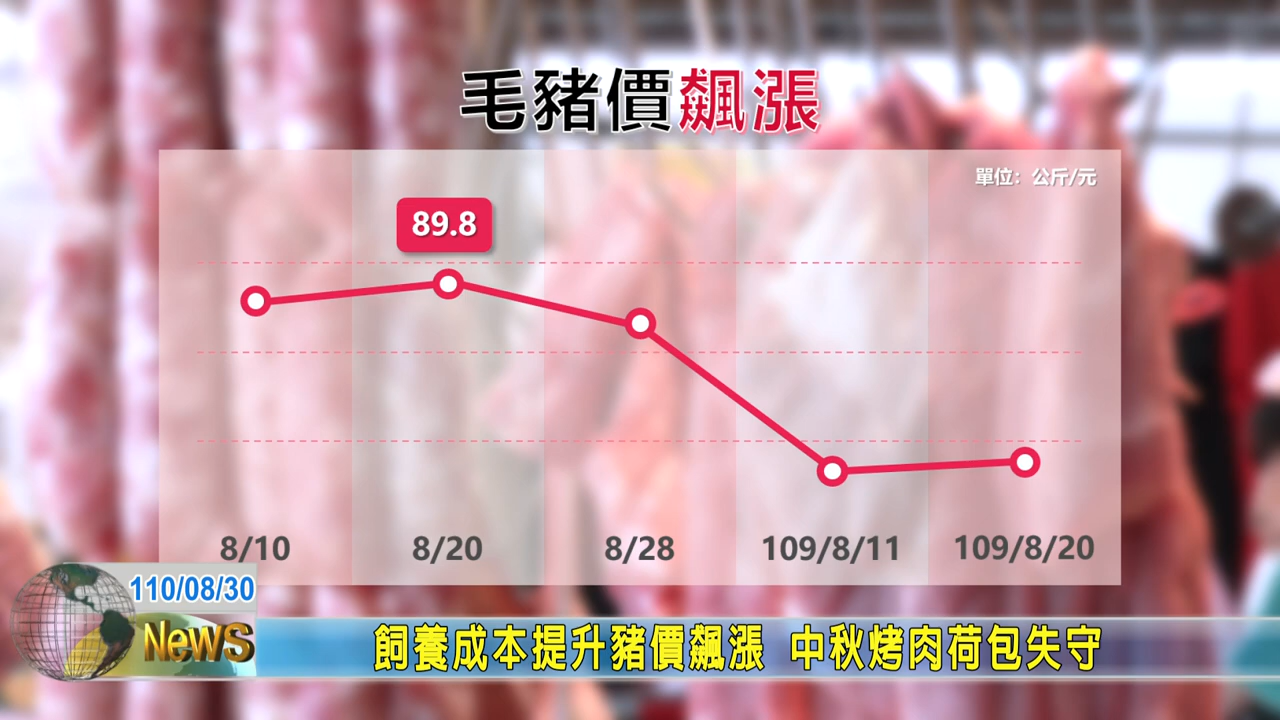 毛豬價飆漲
單位：公斤/元
89.8
8/10
8/20
8/28
109/8/11
109/8/20
110/08/30
NewS
飼養成本提升豬價飆漲 中秋烤肉荷包失守